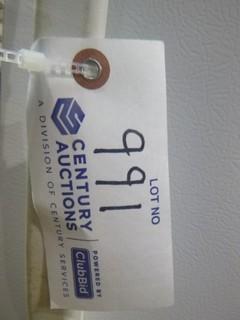 LOT NO
991
CENTURY
AUCTIONS
A DIVISION OF CENTURY SERVICES
POWERED BY
ClubBid